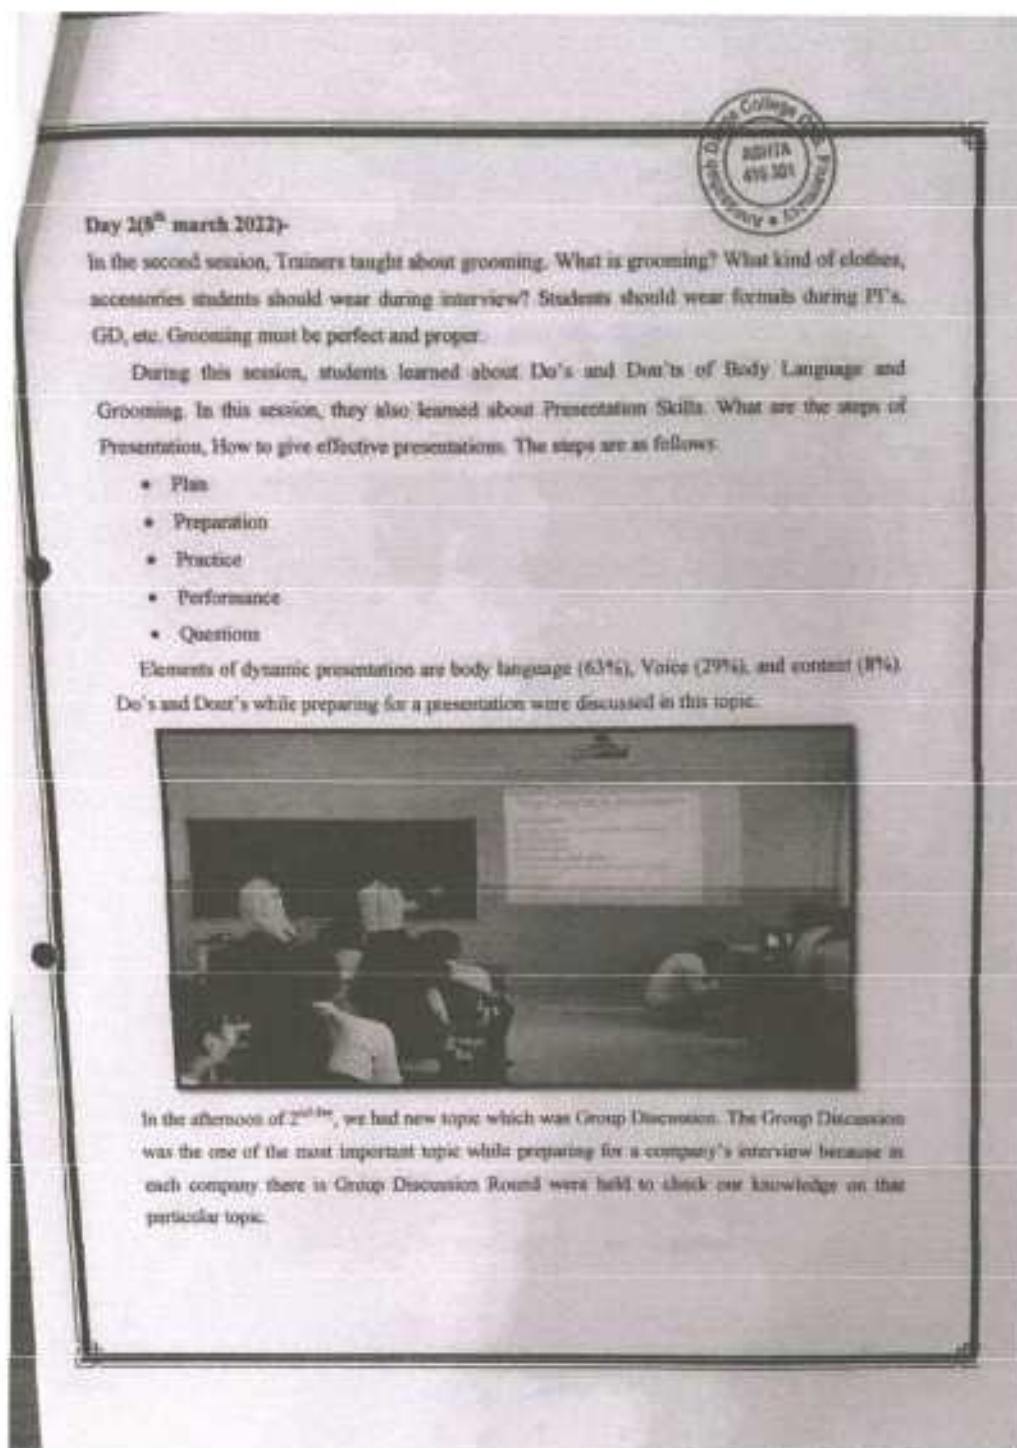 College
ASHTA
416 301
Day 2(8th march 2022)-
In the second session, Trainers taught about grooming. What is grooming? What kind of clothes,
accessories students should wear during interview? Students should wear formals during PI's,
GD, etc. Grooming must be perfect and proper.
During this session, students learned about Do's and Don'ts of Body Language and
Grooming. In this session, they also learned about Presentation Skills. What are the steps of
Presentation, How to give effective presentations. The steps are as follows.
• Plan
• Preparation
• Practice
• Performance
• Questions
Elements of dynamic presentation are body language (63%), Voice (29%), and content (8%)
Do's and Dont's while preparing for a presentation were discussed in this topic.
In the afternoon of 2nd, we had new topic which was Group Discussion. The Group Discussion
was the one of the most important topic while preparing for a company's interview because in
each company there is Group Discussion Round were held to check our knowledge on that
particular topic.